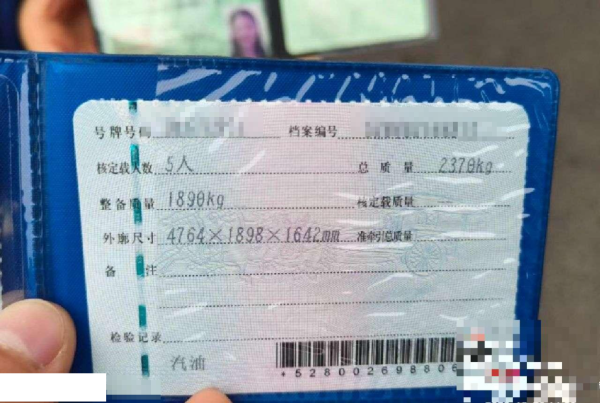 号牌号码 档案编号
核定载人数 5人 总质量 2370kg
整备质量 1890kg 核定载质量
外廓尺寸 4764×1898×1642mm 准牵引总质量
备注
检验记录
汽油